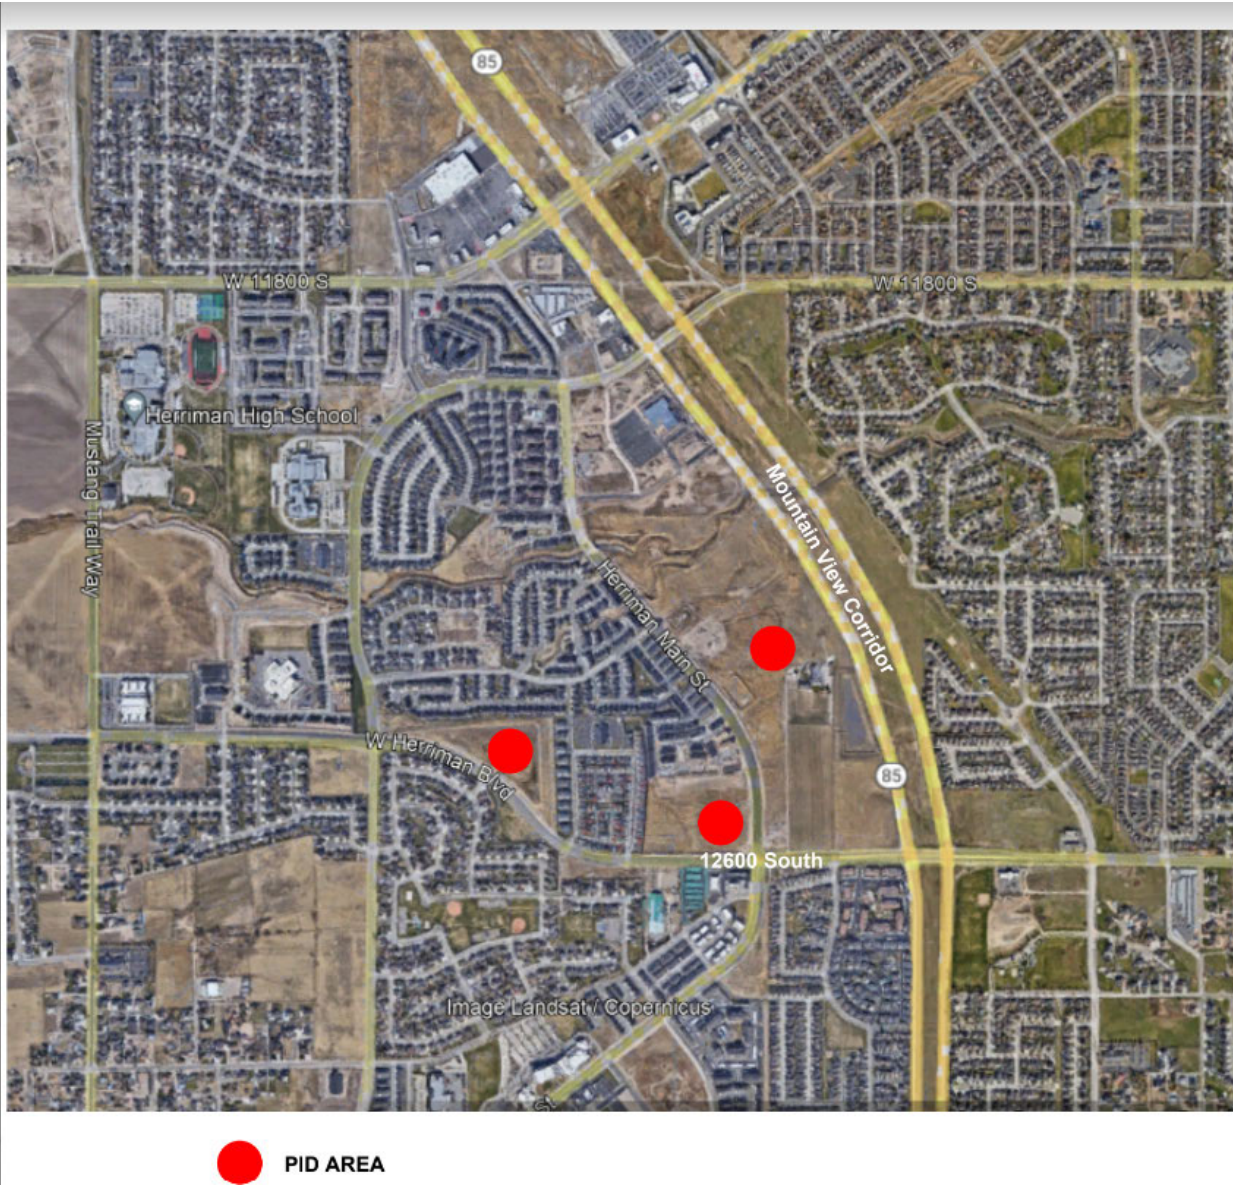 85
W 11800 S
W 11800 S
Herriman High School
Mustang Trail Way
Mountain View Corridor
Herriman Main St
W Herriman Blvd
85
12600 South
Image Landsat / Copernicus
St
PID AREA